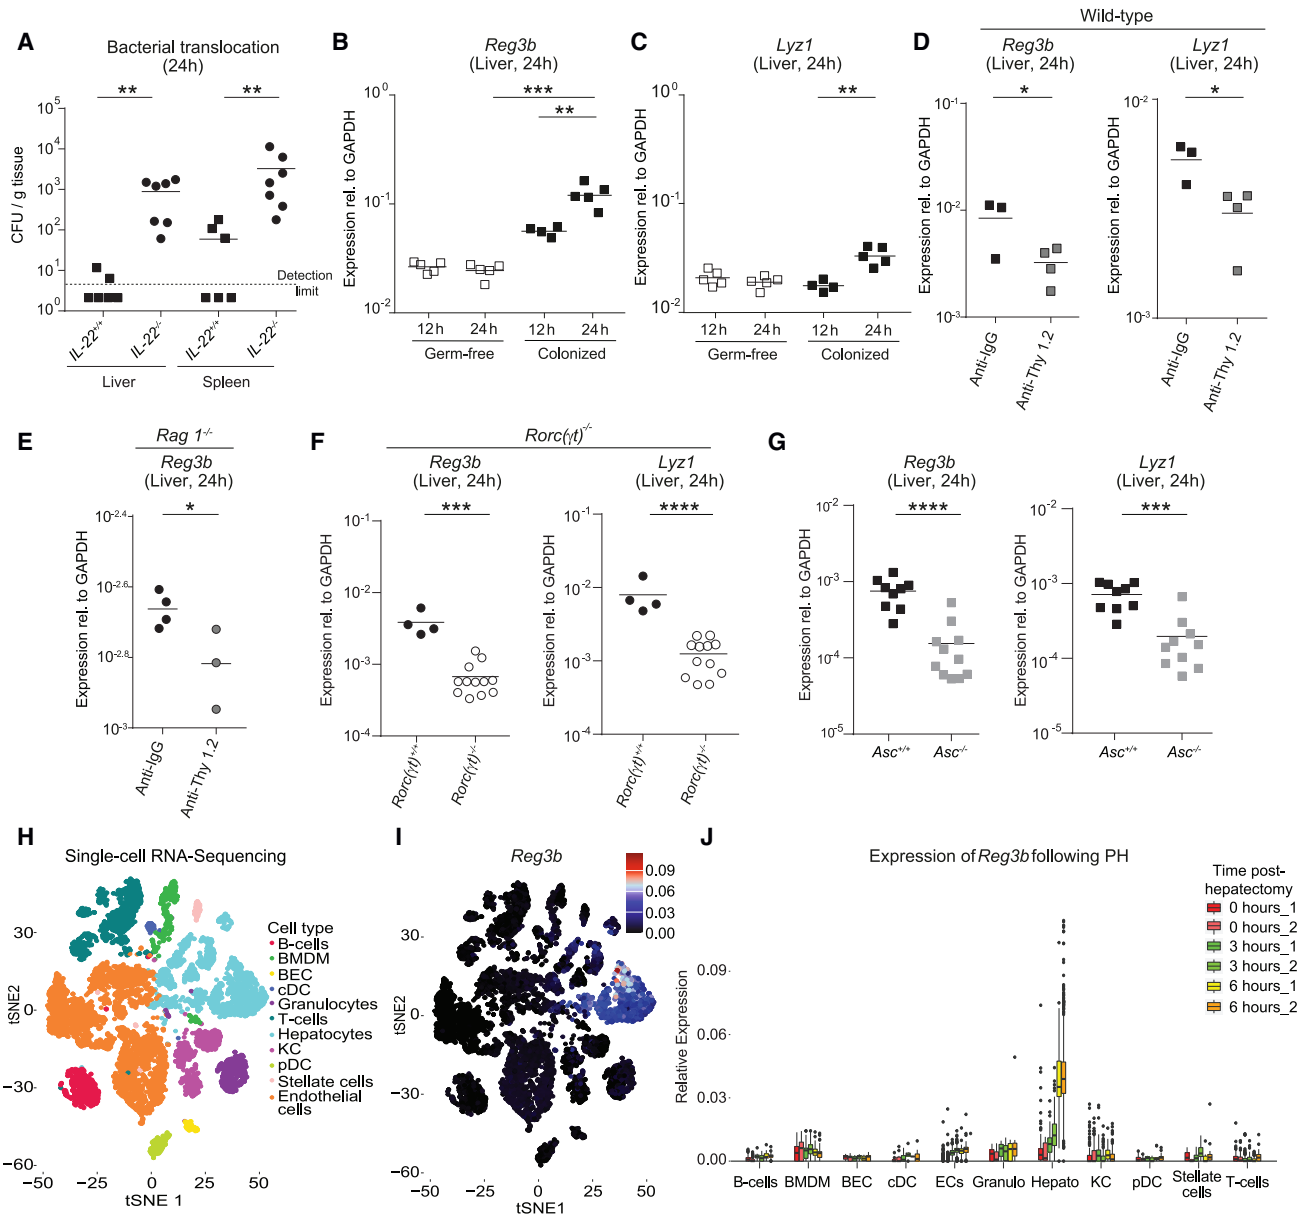 A
Bacterial translocation
(24h)
**
**
CFU / g tissue
10^5
10^4
10^3
10^2
10^1
10^0
Detection
limit
IL-22^+/+
IL-22^-/-
IL-22^+/+
IL-22^-/-
Liver
Spleen
B
Reg3b
(Liver, 24h)
***
**
Expression rel. to GAPDH
10^0
10^-1
10^-2
12h
24h
12h
24h
Germ-free
Colonized
C
Lyz1
(Liver, 24h)
**
Expression rel. to GAPDH
10^0
10^-1
10^-2
12h
24h
12h
24h
Germ-free
Colonized
D
Wild-type
Reg3b
(Liver, 24h)
*
Expression rel. to GAPDH
10^-1
10^-2
10^-3
Anti-IgG
Anti-Thy 1.2
Lyz1
(Liver, 24h)
*
Expression rel. to GAPDH
10^-2
10^-3
Anti-IgG
Anti-Thy 1.2
E
Rag 1^-/-
Reg3b
(Liver, 24h)
*
Expression rel. to GAPDH
10^-2.4
10^-2.6
10^-2.8
10^-3
Anti-IgG
Anti-Thy 1.2
F
Rorc(γt)^-/-
Reg3b
(Liver, 24h)
***
Expression rel. to GAPDH
10^-1
10^-2
10^-3
10^-4
Rorc(γt)^+/+
Rorc(γt)^-/-
Lyz1
(Liver, 24h)
****
Expression rel. to GAPDH
10^-1
10^-2
10^-3
10^-4
Rorc(γt)^+/+
Rorc(γt)^-/-
G
Reg3b
(Liver, 24h)
****
Expression rel. to GAPDH
10^-2
10^-3
10^-4
10^-5
Asc^+/+
Asc^-/-
Lyz1
(Liver, 24h)
***
Expression rel. to GAPDH
10^-2
10^-3
10^-4
10^-5
Asc^+/+
Asc^-/-
H
Single-cell RNA-Sequencing
tSNE2
30-
0-
-30-
-60-
-50
-25
0
25
50
tSNE 1
Cell type
B-cells
BMDM
BEC
cDC
Granulocytes
T-cells
Hepatocytes
KC
pDC
Stellate cells
Endothelial
cells
I
Reg3b
0.09
0.06
0.03
0.00
tSNE2
30-
0-
-30-
-60-
-50
-25
0
25
50
tSNE1
J
Expression of Reg3b following PH
Relative Expression
0.09
0.06
0.03
0.00
B-cells
BMDM
BEC
cDC
ECs
Granulo
Hepato
KC
pDC
Stellate
cells
T-cells
Time post-
hepatectomy
0 hours_1
0 hours_2
3 hours_1
3 hours_2
6 hours_1
6 hours_2